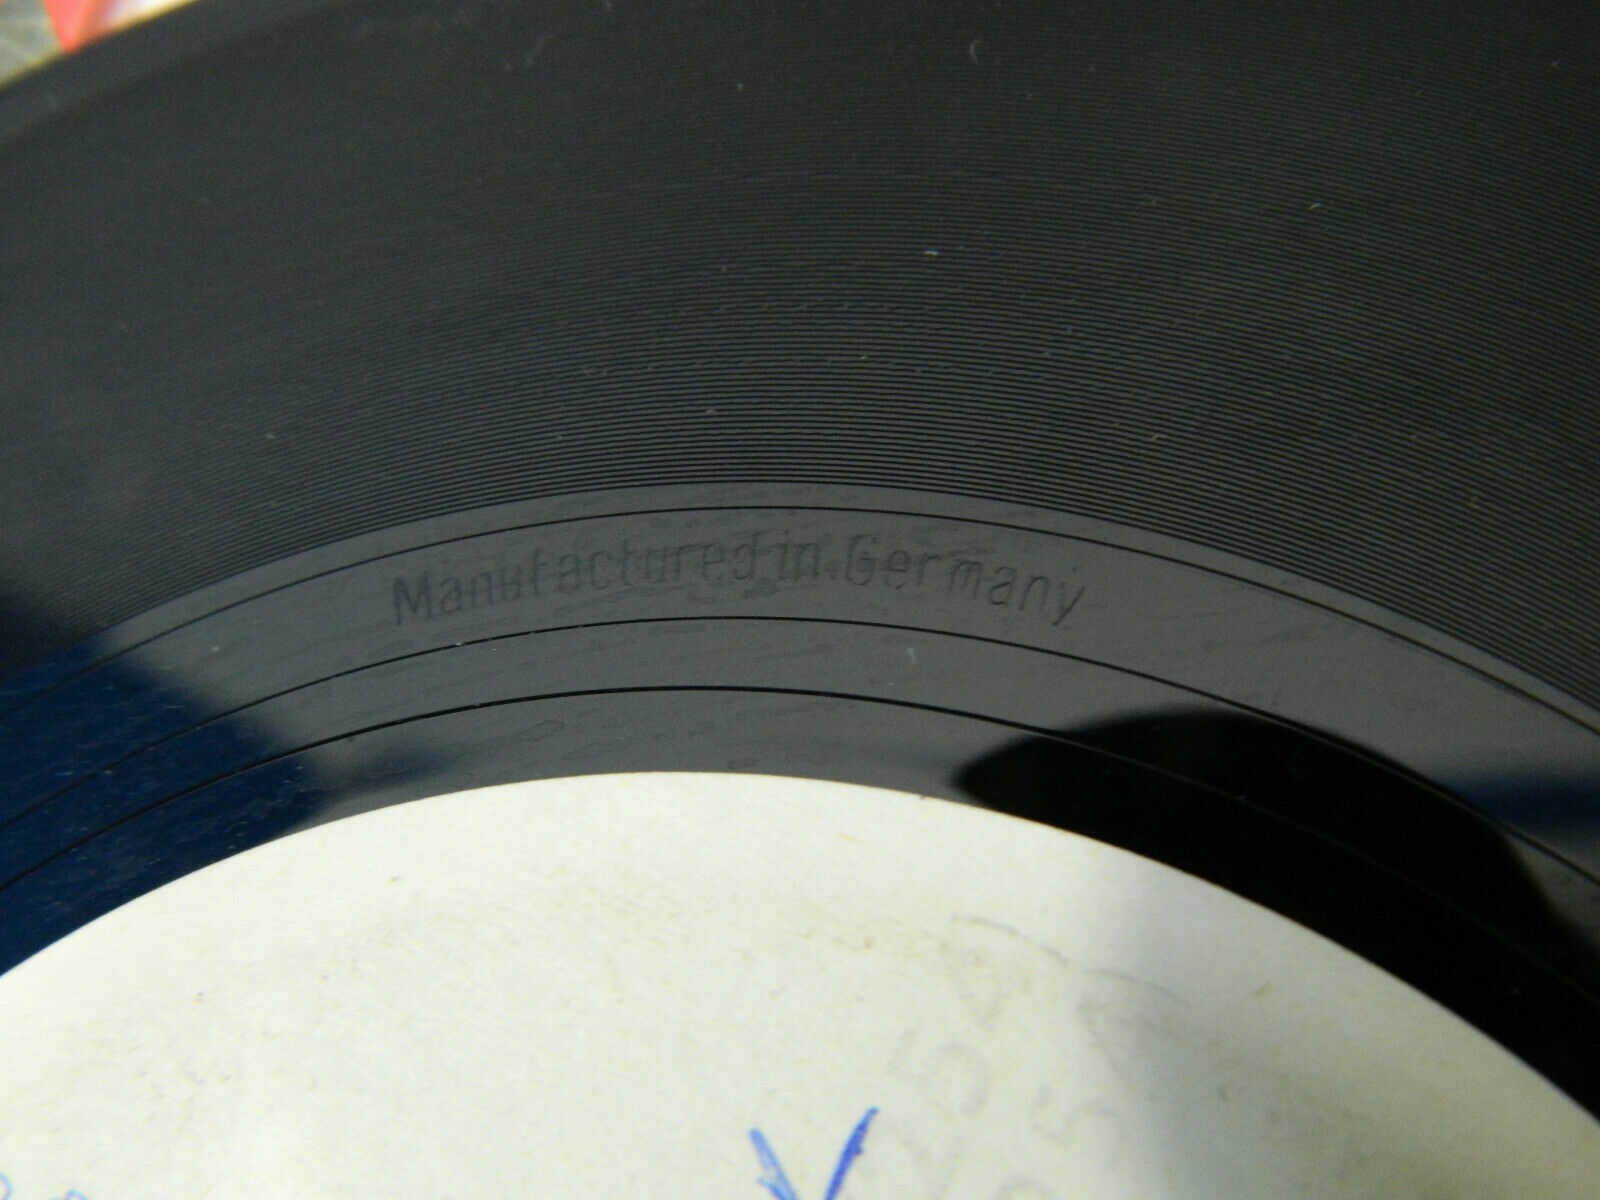 Manufactured in Germany